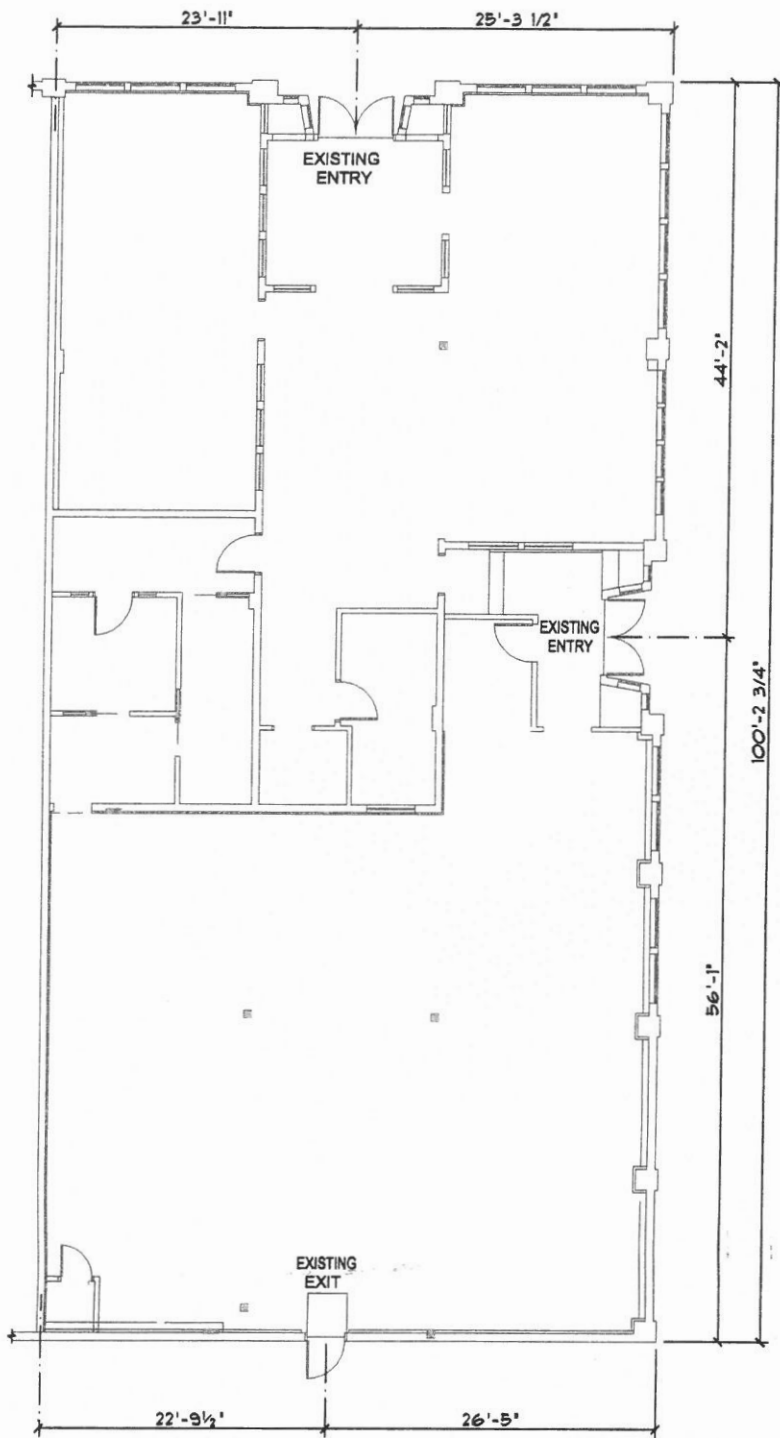 23'-11"
25'-3 1/2"
EXISTING
ENTRY
44'-2"
EXISTING
ENTRY
100'-2 3/4"
56'-1"
EXISTING
EXIT
22'-9½"
26'-5"